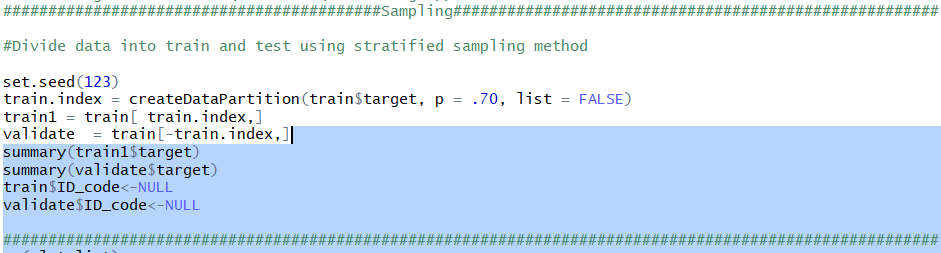 ##########################################Sampling######################################################
#Divide data into train and test using stratified sampling method
set.seed(123)
train.index = createDataPartition(train$target, p = .70, list = FALSE)
train1 = train[ train.index,]
validate  = train[-train.index,]
summary(train1$target)
summary(validate$target)
train$ID_code<-NULL
validate$ID_code<-NULL
########################################################################################################